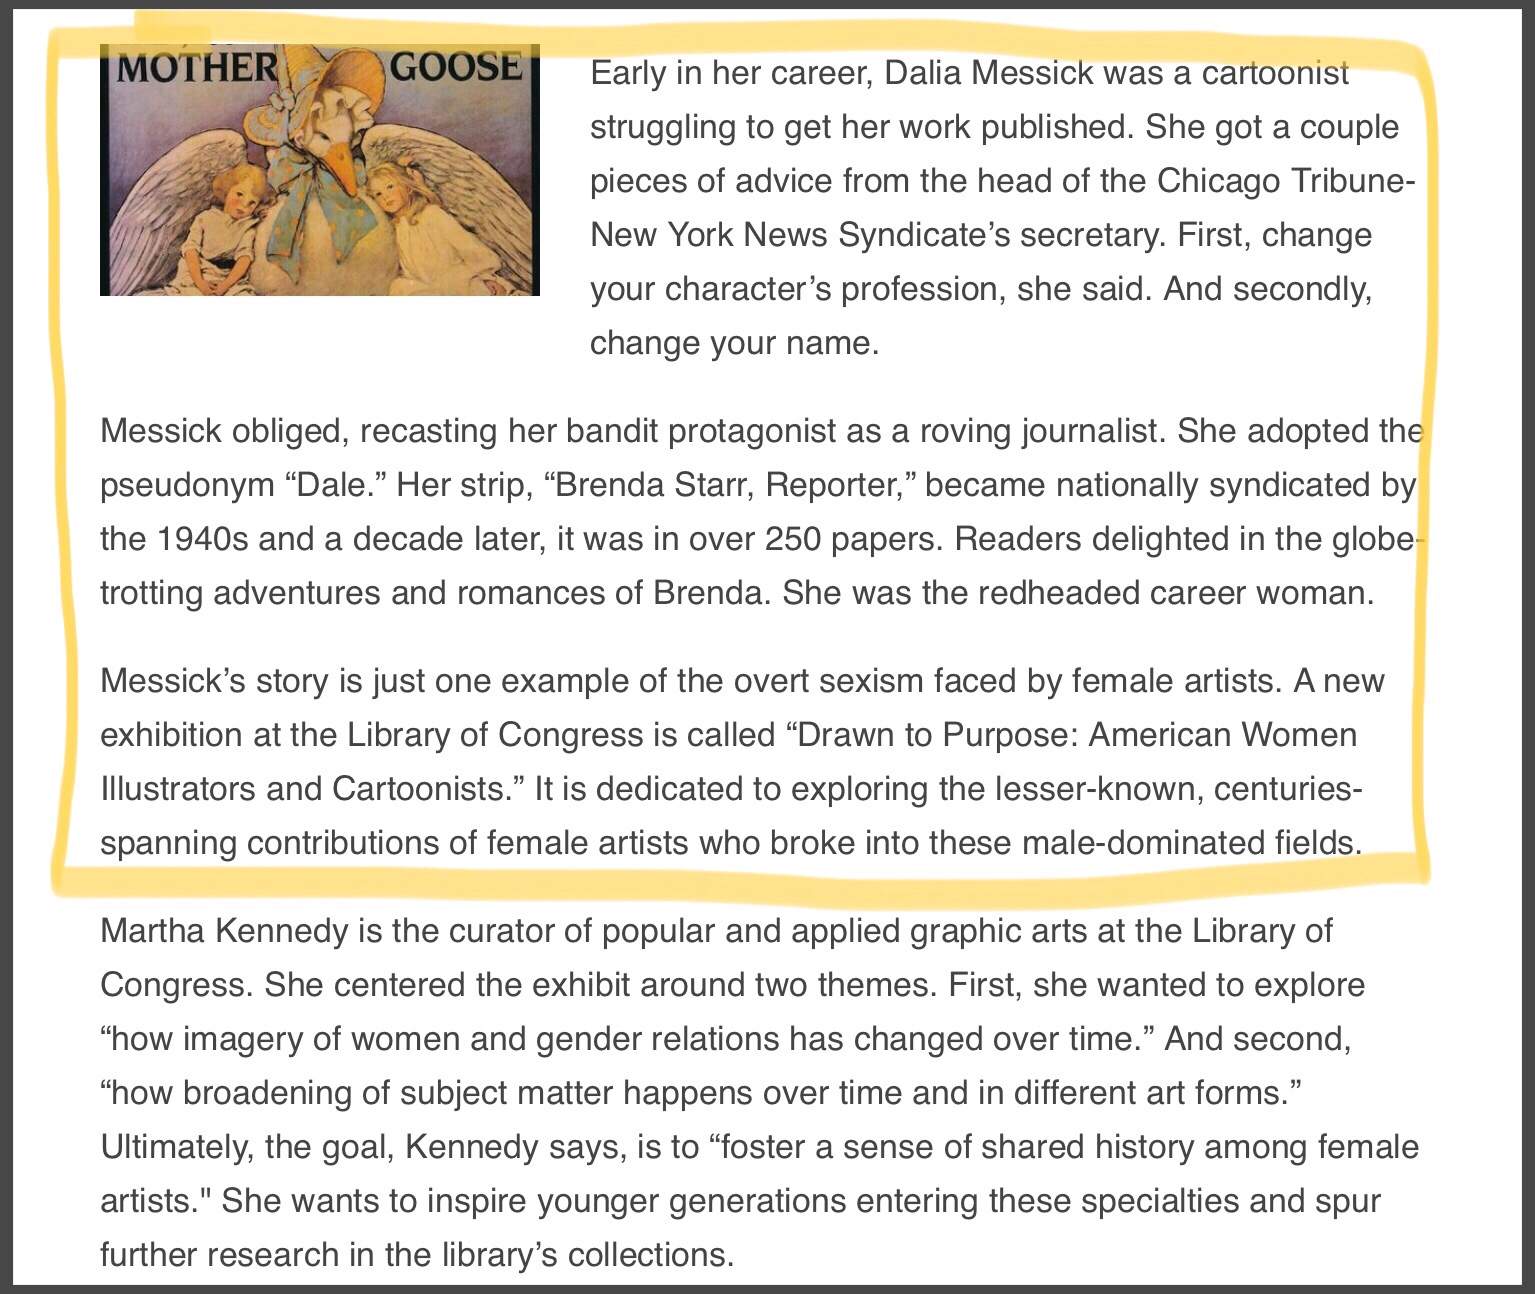 MOTHER GOOSE
Early in her career, Dalia Messick was a cartoonist
struggling to get her work published. She got a couple
pieces of advice from the head of the Chicago Tribune-
New York News Syndicate’s secretary. First, change
your character’s profession, she said. And secondly,
change your name.
Messick obliged, recasting her bandit protagonist as a roving journalist. She adopted the
pseudonym “Dale.” Her strip, “Brenda Starr, Reporter,” became nationally syndicated by
the 1940s and a decade later, it was in over 250 papers. Readers delighted in the globe-
trotting adventures and romances of Brenda. She was the redheaded career woman.
Messick’s story is just one example of the overt sexism faced by female artists. A new
exhibition at the Library of Congress is called “Drawn to Purpose: American Women
Illustrators and Cartoonists.” It is dedicated to exploring the lesser-known, centuries-
spanning contributions of female artists who broke into these male-dominated fields.
Martha Kennedy is the curator of popular and applied graphic arts at the Library of
Congress. She centered the exhibit around two themes. First, she wanted to explore
“how imagery of women and gender relations has changed over time.” And second,
“how broadening of subject matter happens over time and in different art forms.”
Ultimately, the goal, Kennedy says, is to “foster a sense of shared history among female
artists." She wants to inspire younger generations entering these specialties and spur
further research in the library’s collections.